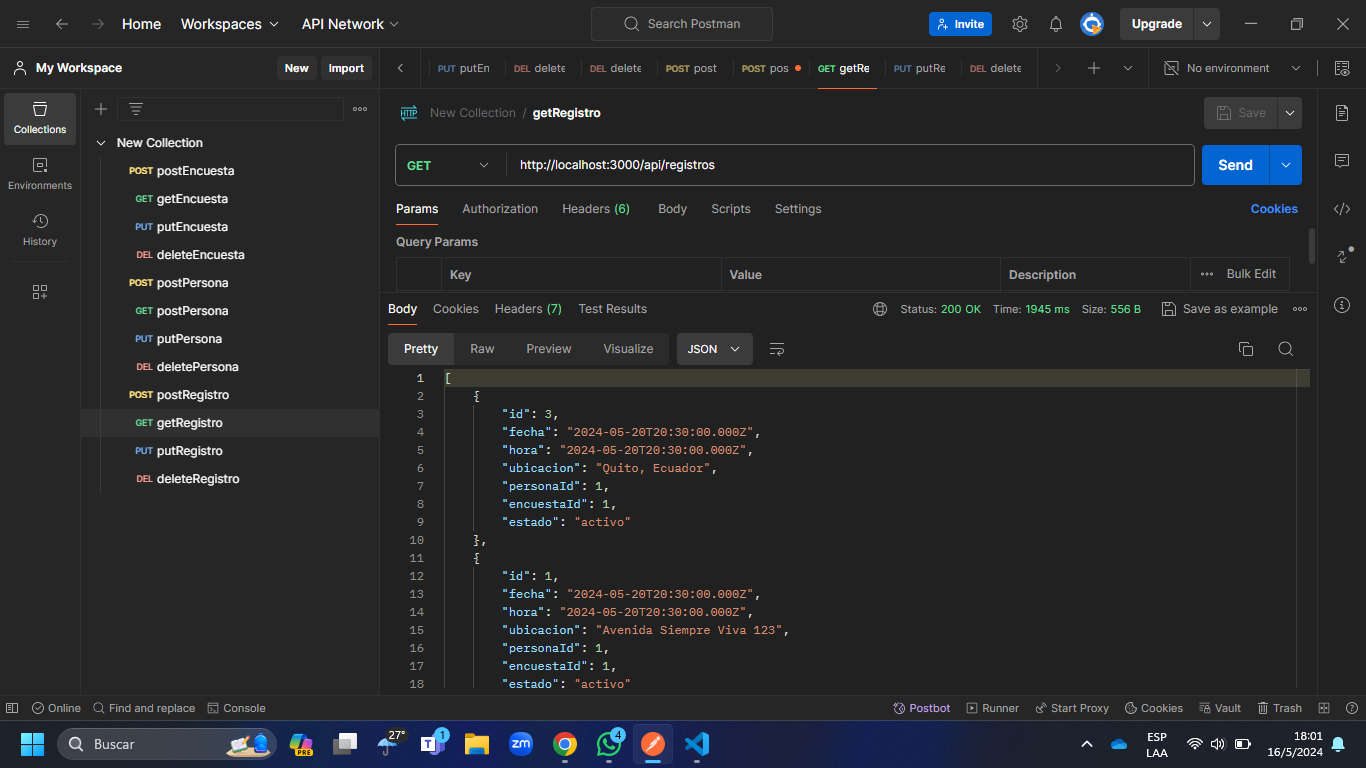 Home Workspaces API Network Search Postman Invite Upgrade
My Workspace New Import PUT putEn DEL delete DEL delete POST post POST pos GET getRe PUT putRe DEL delete No environment
Collections
Environments
History
New Collection
POST postEncuesta
GET getEncuesta
PUT putEncuesta
DEL deleteEncuesta
POST postPersona
GET postPersona
PUT putPersona
DEL deletePersona
POST postRegistro
GET getRegistro
PUT putRegistro
DEL deleteRegistro
HTTP New Collection / getRegistro Save
GET http://localhost:3000/api/registros Send
Params Authorization Headers (6) Body Scripts Settings Cookies
Query Params
Key Value Description Bulk Edit
Body Cookies Headers (7) Test Results Status: 200 OK Time: 1945 ms Size: 556 B Save as example
Pretty Raw Preview Visualize JSON
1 [
2 {
3 "id": 3,
4 "fecha": "2024-05-20T20:30:00.000Z",
5 "hora": "2024-05-20T20:30:00.000Z",
6 "ubicacion": "Quito, Ecuador",
7 "personaId": 1,
8 "encuestaId": 1,
9 "estado": "activo"
10 },
11 {
12 "id": 1,
13 "fecha": "2024-05-20T20:30:00.000Z",
14 "hora": "2024-05-20T20:30:00.000Z",
15 "ubicacion": "Avenida Siempre Viva 123",
16 "personaId": 1,
17 "encuestaId": 1,
18 "estado": "activo"
Online Find and replace Console Postbot Runner Start Proxy Cookies Vault Trash
Buscar PRE 27° T 1 zm 4 ESP
LAA
18:01
16/5/2024